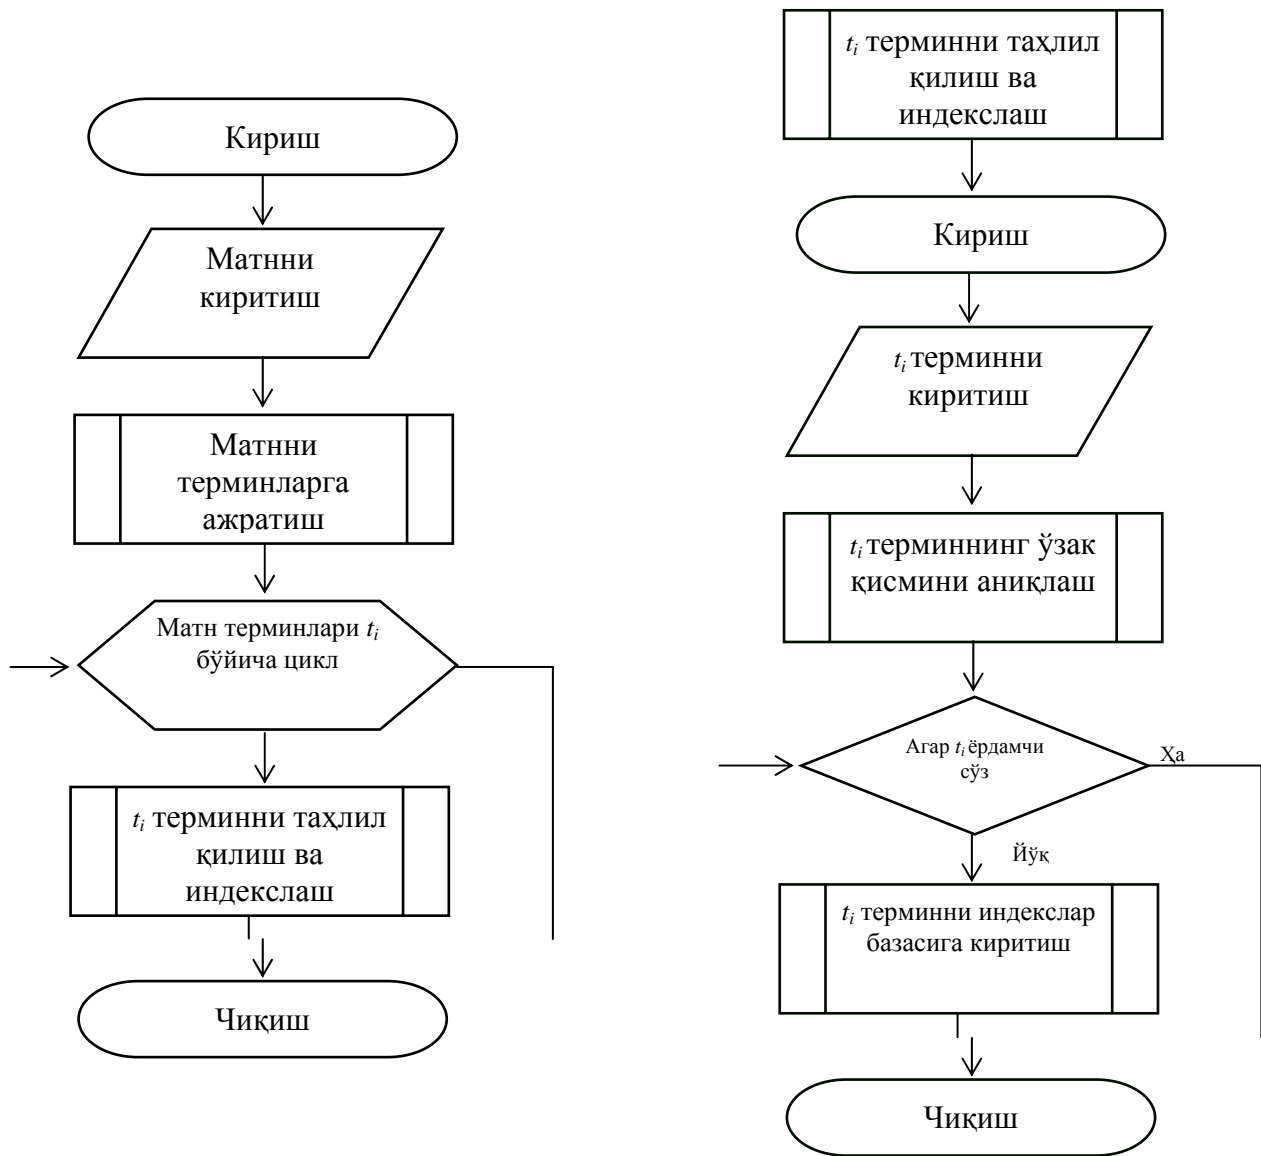 Кириш
Матнни
киритиш
Матнни
терминларга
ажратиш
Матн терминлари tᵢ
бўйича цикл
tᵢ терминни таҳлил
қилиш ва
индекслаш
Чиқиш
tᵢ терминни таҳлил
қилиш ва
индекслаш
Кириш
tᵢ терминни
киритиш
tᵢ терминнинг ўзак
қисмини аниқлаш
Агар tᵢ ёрдамчи
сўз
Ҳа
Йўқ
tᵢ терминни индекслар
базасига киритиш
Чиқиш